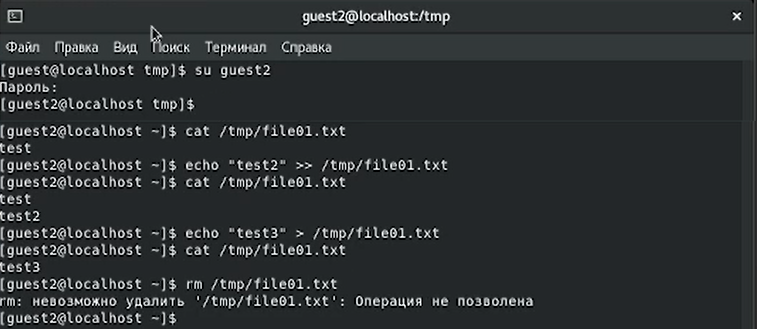 guest2@localhost:/tmp
Файл Правка Вид Поиск Терминал Справка
[guest@localhost tmp]$ su guest2
Пароль:
[guest2@localhost tmp]$
[guest2@localhost ~]$ cat /tmp/file01.txt
test
[guest2@localhost ~]$ echo "test2" >> /tmp/file01.txt
[guest2@localhost ~]$ cat /tmp/file01.txt
test
test2
[guest2@localhost ~]$ echo "test3" > /tmp/file01.txt
[guest2@localhost ~]$ cat /tmp/file01.txt
test3
[guest2@localhost ~]$ rm /tmp/file01.txt
rm: невозможно удалить '/tmp/file01.txt': Операция не позволена
[guest2@localhost ~]$